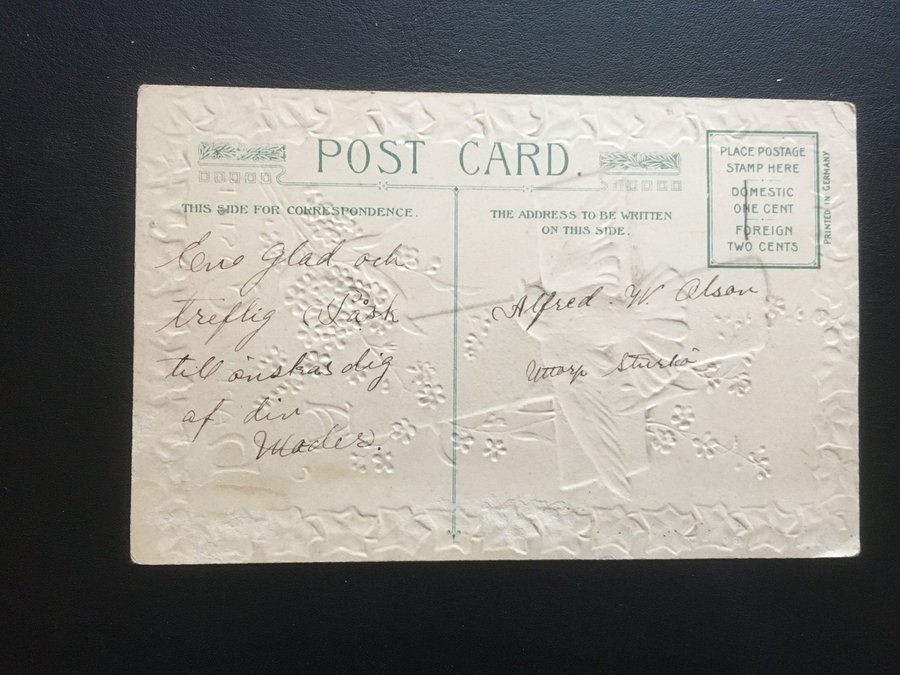 POST CARD.
THIS SIDE FOR CORRESPONDENCE.
En Glad och
treflig Påsk
till önskas dig
af din
Moder.
THE ADDRESS TO BE WRITTEN
ON THIS SIDE.
Alfred. W. Olson
Uttorp Sturkö
PLACE POSTAGE
STAMP HERE
DOMESTIC
ONE CENT
FOREIGN
TWO CENTS
PRINTED IN GERMANY